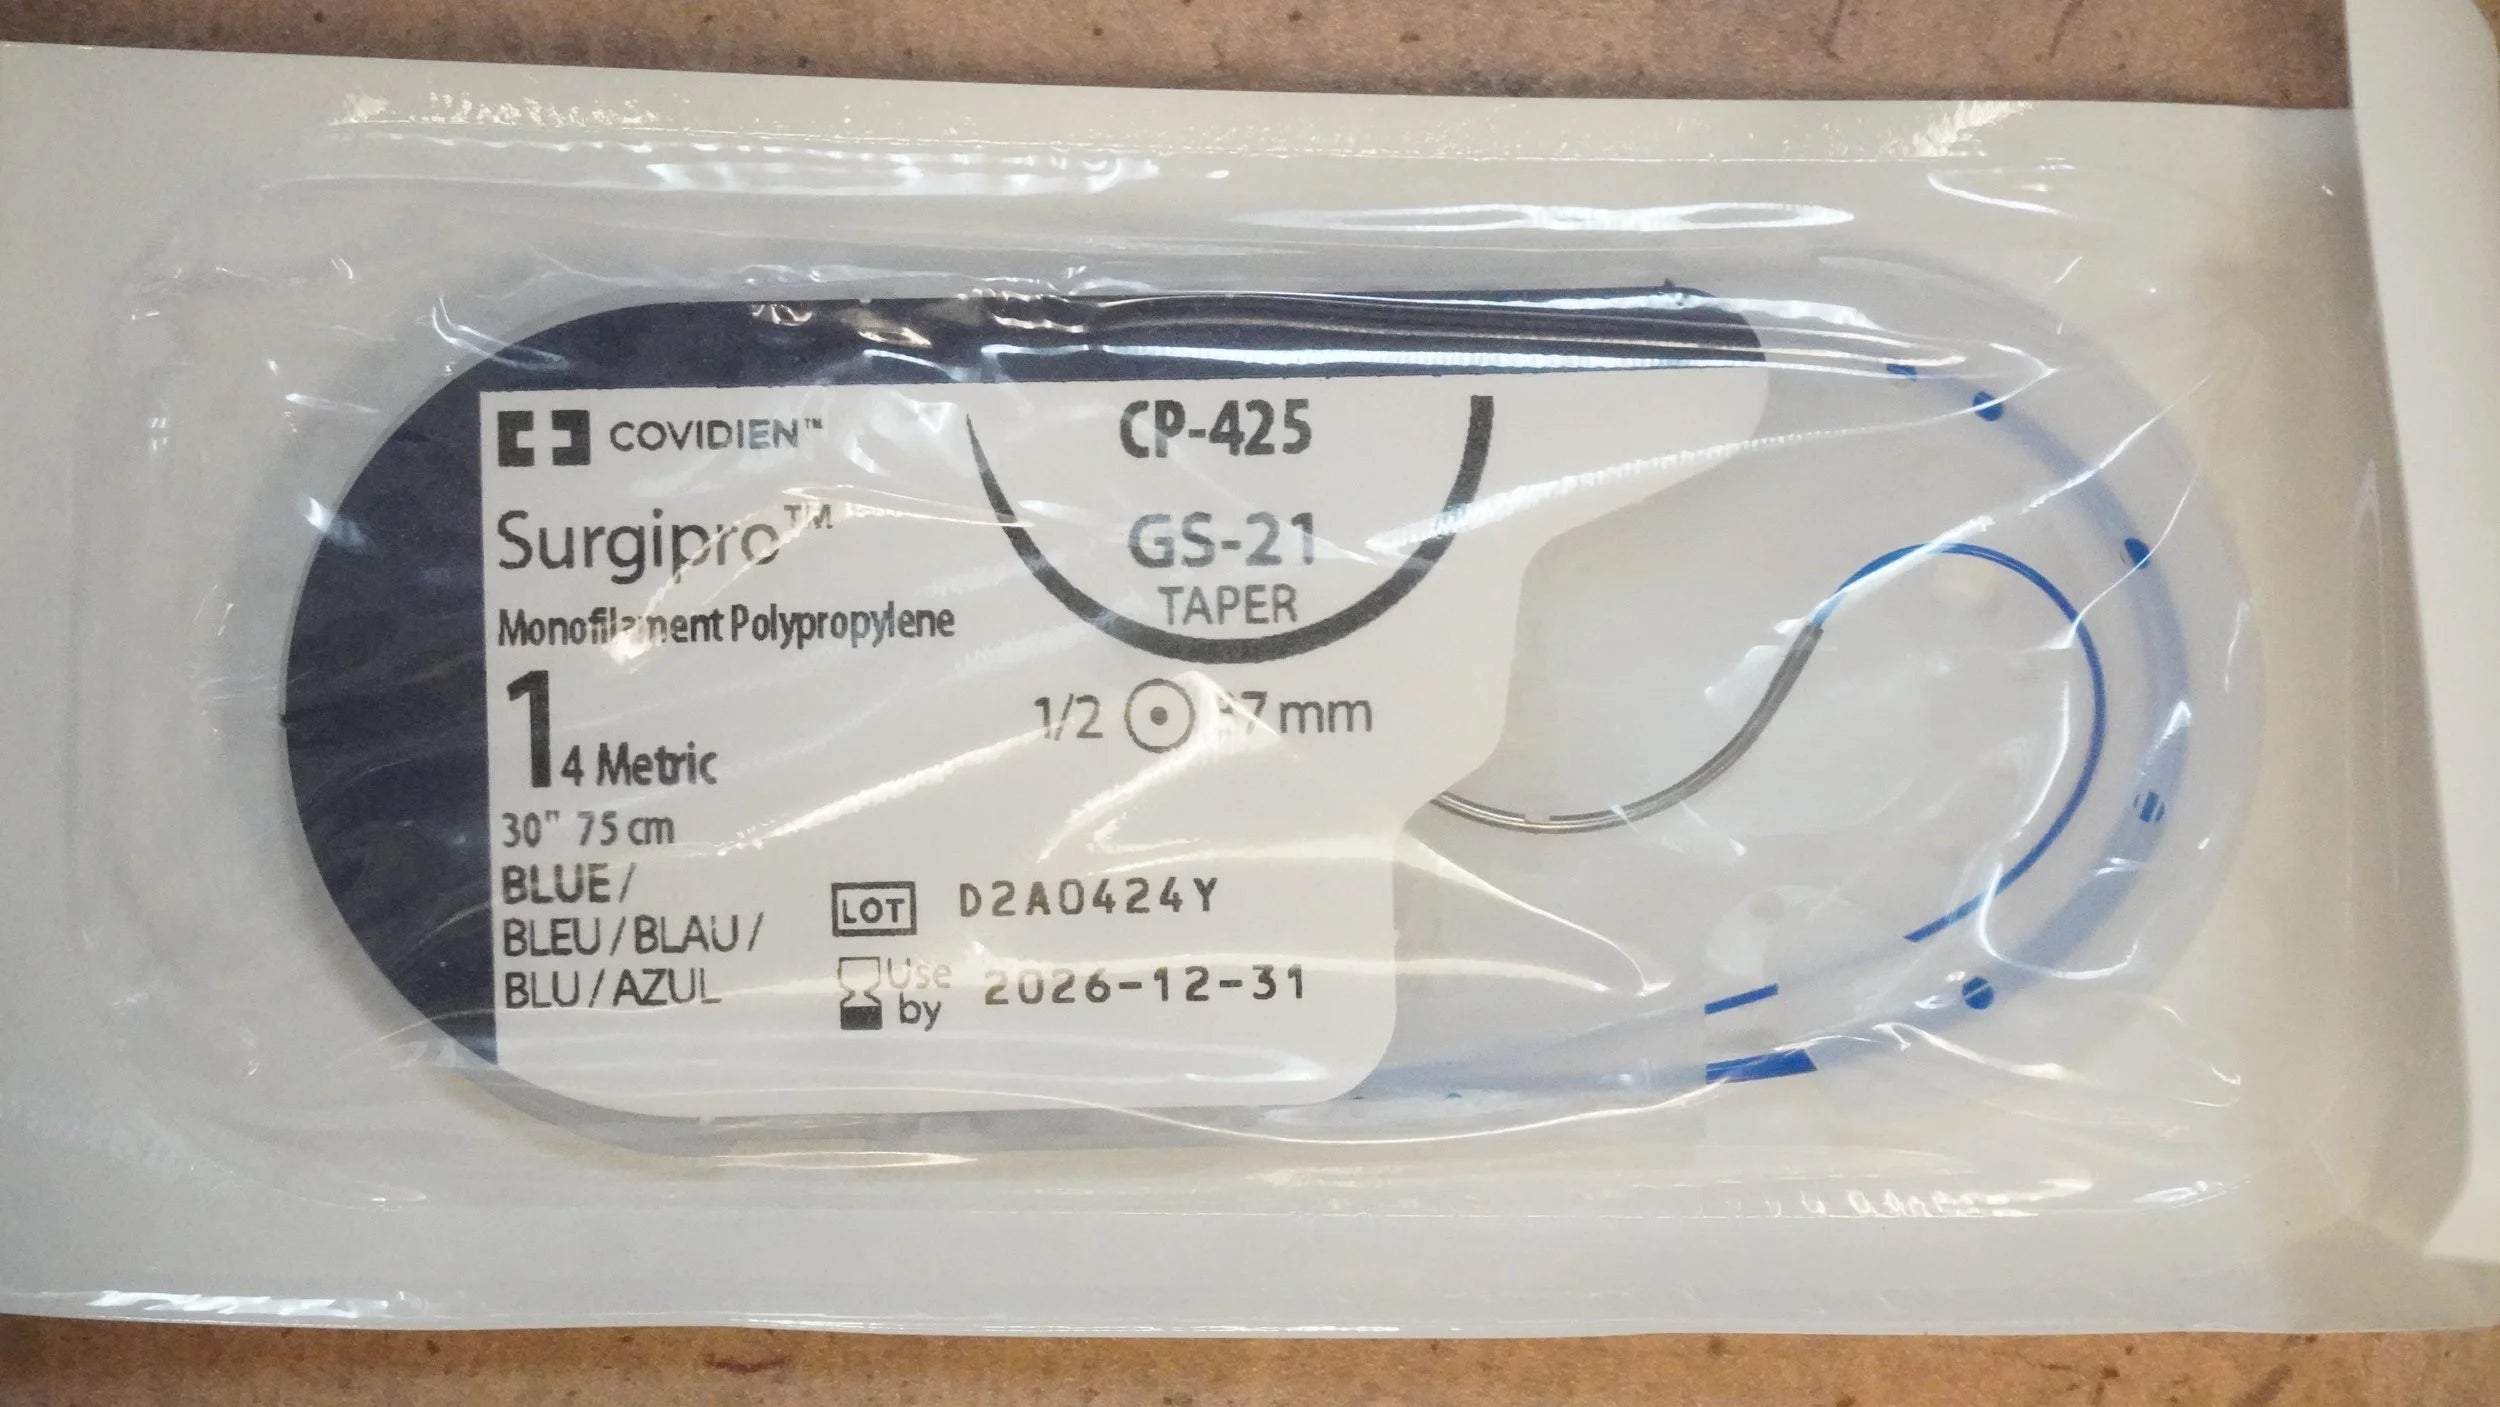 COVIDIEN™
Surgipro™
Monofilament Polypropylene
1 4 Metric
30" 75 cm
BLUE /
BLEU / BLAU /
BLU / AZUL
CP-425
GS-21
TAPER
1/2 mm
LOT D2A0424Y
Use by 2026-12-31